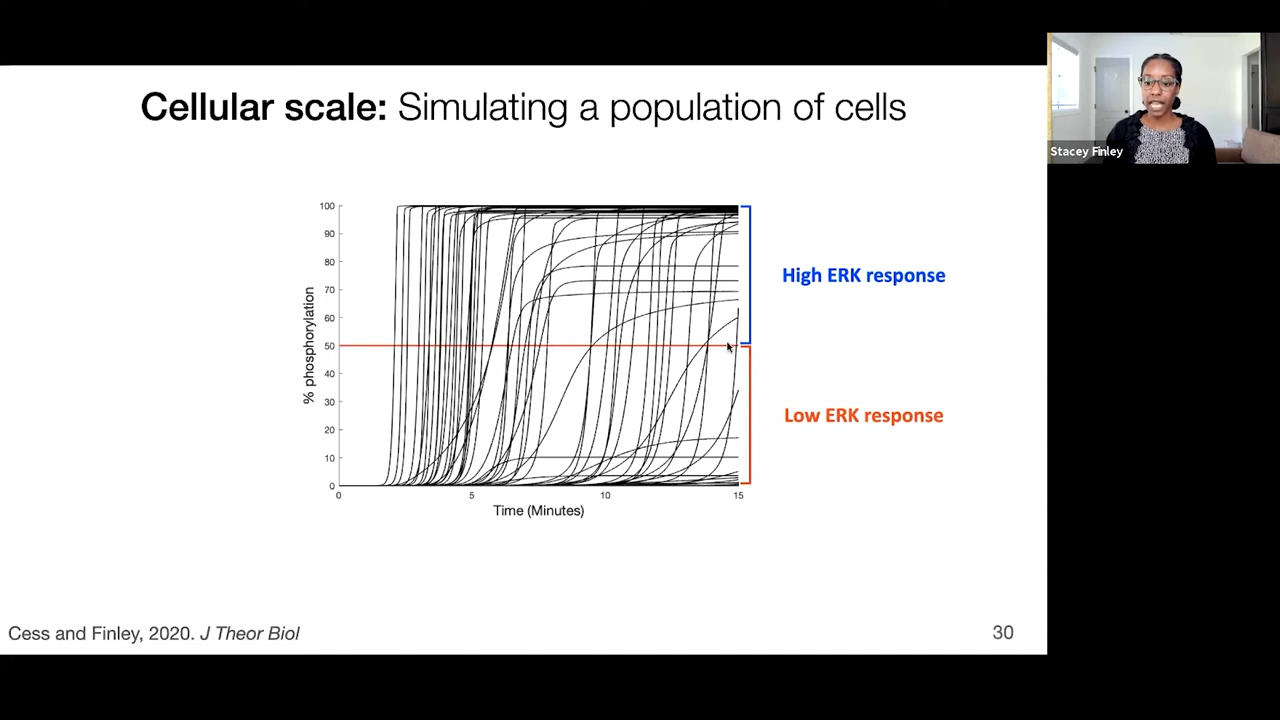 Cellular scale: Simulating a population of cells
Stacey Finley
100
90
80
70
60
50
40
30
20
10
0
% phosphorylation
0 5 10 15
Time (Minutes)
High ERK response
Low ERK response
Cess and Finley, 2020. J Theor Biol
30